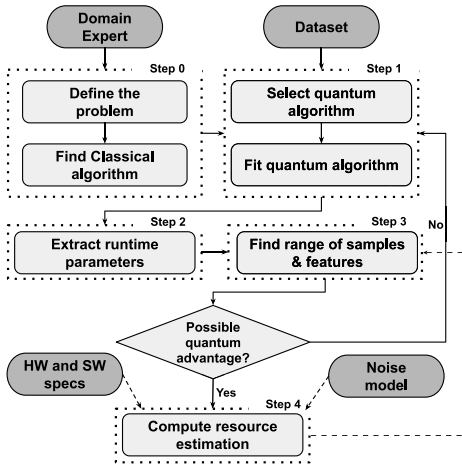 Domain
Expert
Dataset
Step 0
Step 1
Define the
problem
Select quantum
algorithm
Find Classical
algorithm
Fit quantum algorithm
Step 2
Step 3
No
Extract runtime
parameters
Find range of samples
& features
Possible
quantum
advantage?
HW and SW
specs
Noise
model
Yes
Step 4
Compute resource
estimation